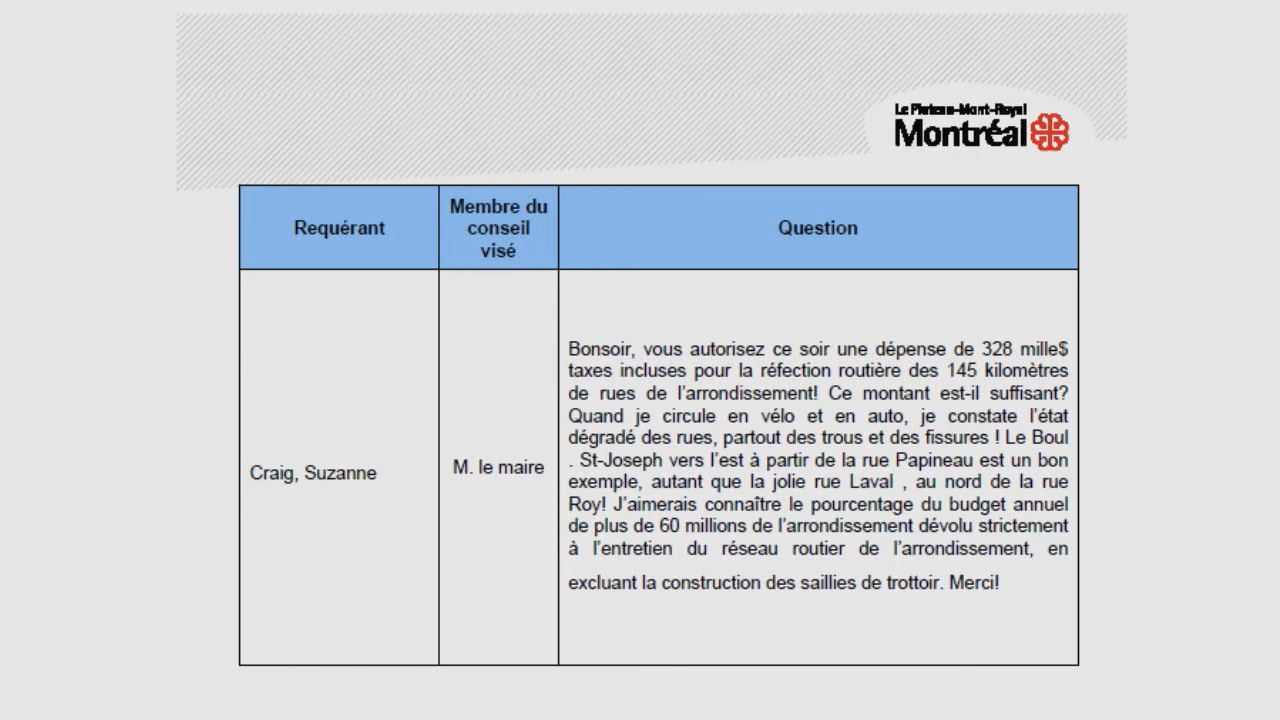 Le Plateau-Mont-Royal
Montréal
Requérant
Membre du
conseil
visé
Question
Craig, Suzanne
M. le maire
Bonsoir, vous autorisez ce soir une dépense de 328 mille$
taxes incluses pour la réfection routière des 145 kilomètres
de rues de l'arrondissement! Ce montant est-il suffisant?
Quand je circule en vélo et en auto, je constate l'état
dégradé des rues, partout des trous et des fissures ! Le Boul
. St-Joseph vers l'est à partir de la rue Papineau est un bon
exemple, autant que la jolie rue Laval , au nord de la rue
Roy! J'aimerais connaître le pourcentage du budget annuel
de plus de 60 millions de l'arrondissement dévolu strictement
à l'entretien du réseau routier de l'arrondissement, en
excluant la construction des saillies de trottoir. Merci!